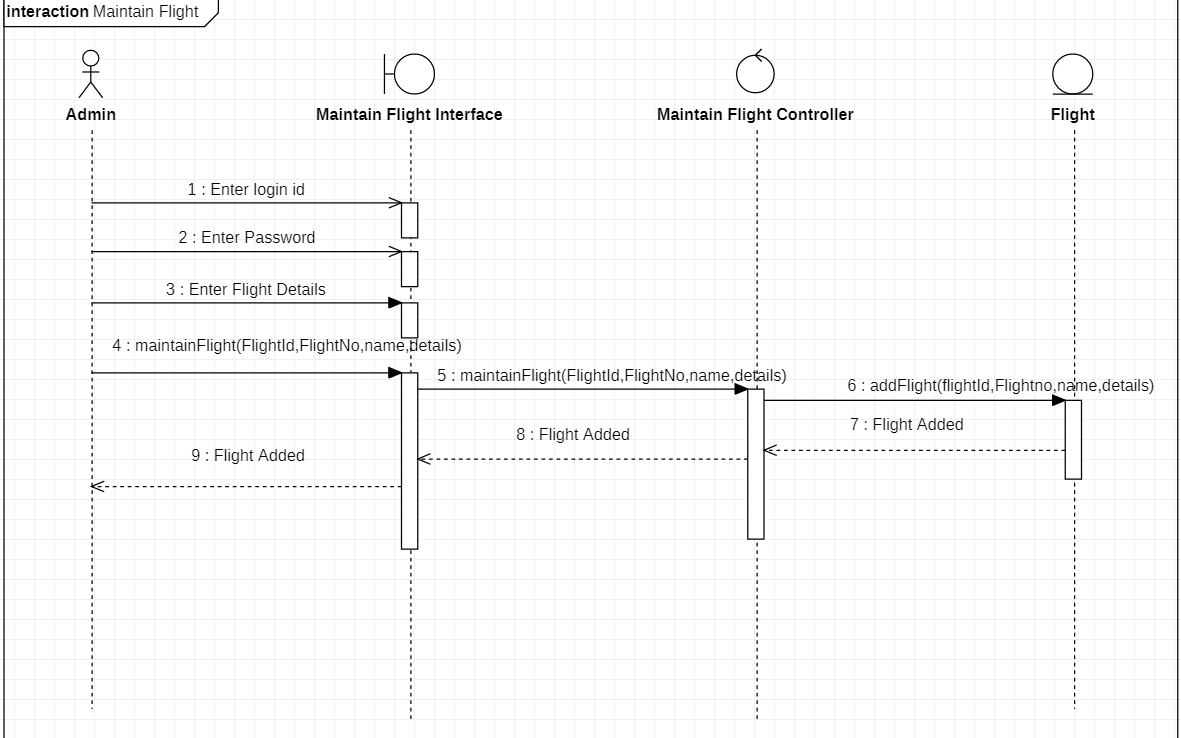 interaction Maintain Flight
Admin
Maintain Flight Interface
Maintain Flight Controller
Flight
1 : Enter login id
2 : Enter Password
3 : Enter Flight Details
4 : maintainFlight(FlightId,FlightNo,name,details)
5 : maintainFlight(FlightId,FlightNo,name,details)
6 : addFlight(flightId,Flightno,name,details)
7 : Flight Added
8 : Flight Added
9 : Flight Added